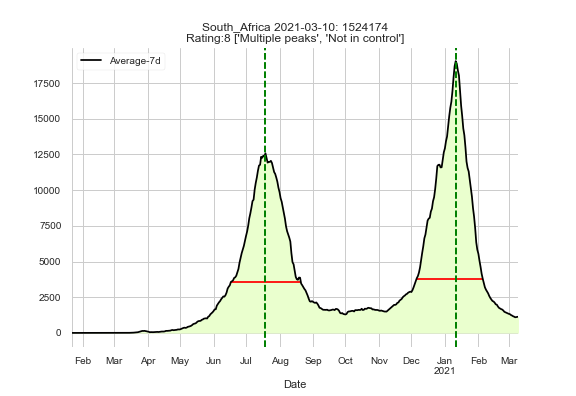 South_Africa 2021-03-10: 1524174
Rating:8 ['Multiple peaks', 'Not in control']
Average-7d
17500
15000
12500
10000
7500
5000
2500
0
Feb Mar Apr May Jun Jul Aug Sep Oct Nov Dec Jan Feb Mar
2021
Date